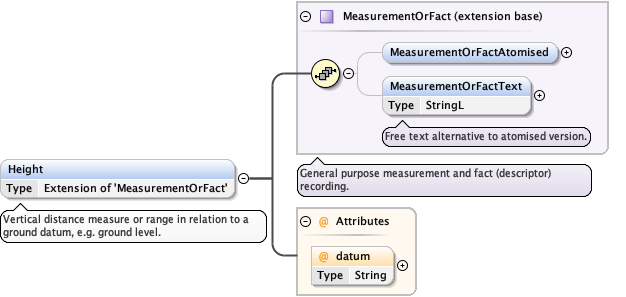 MeasurementOrFact (extension base)
MeasurementOrFactAtomised
MeasurementOrFactText
Type StringL
Free text alternative to atomised version.
General purpose measurement and fact (descriptor)
recording.
Height
Type Extension of 'MeasurementOrFact'
Vertical distance measure or range in relation to a
ground datum, e.g. ground level.
@ Attributes
@ datum
Type String